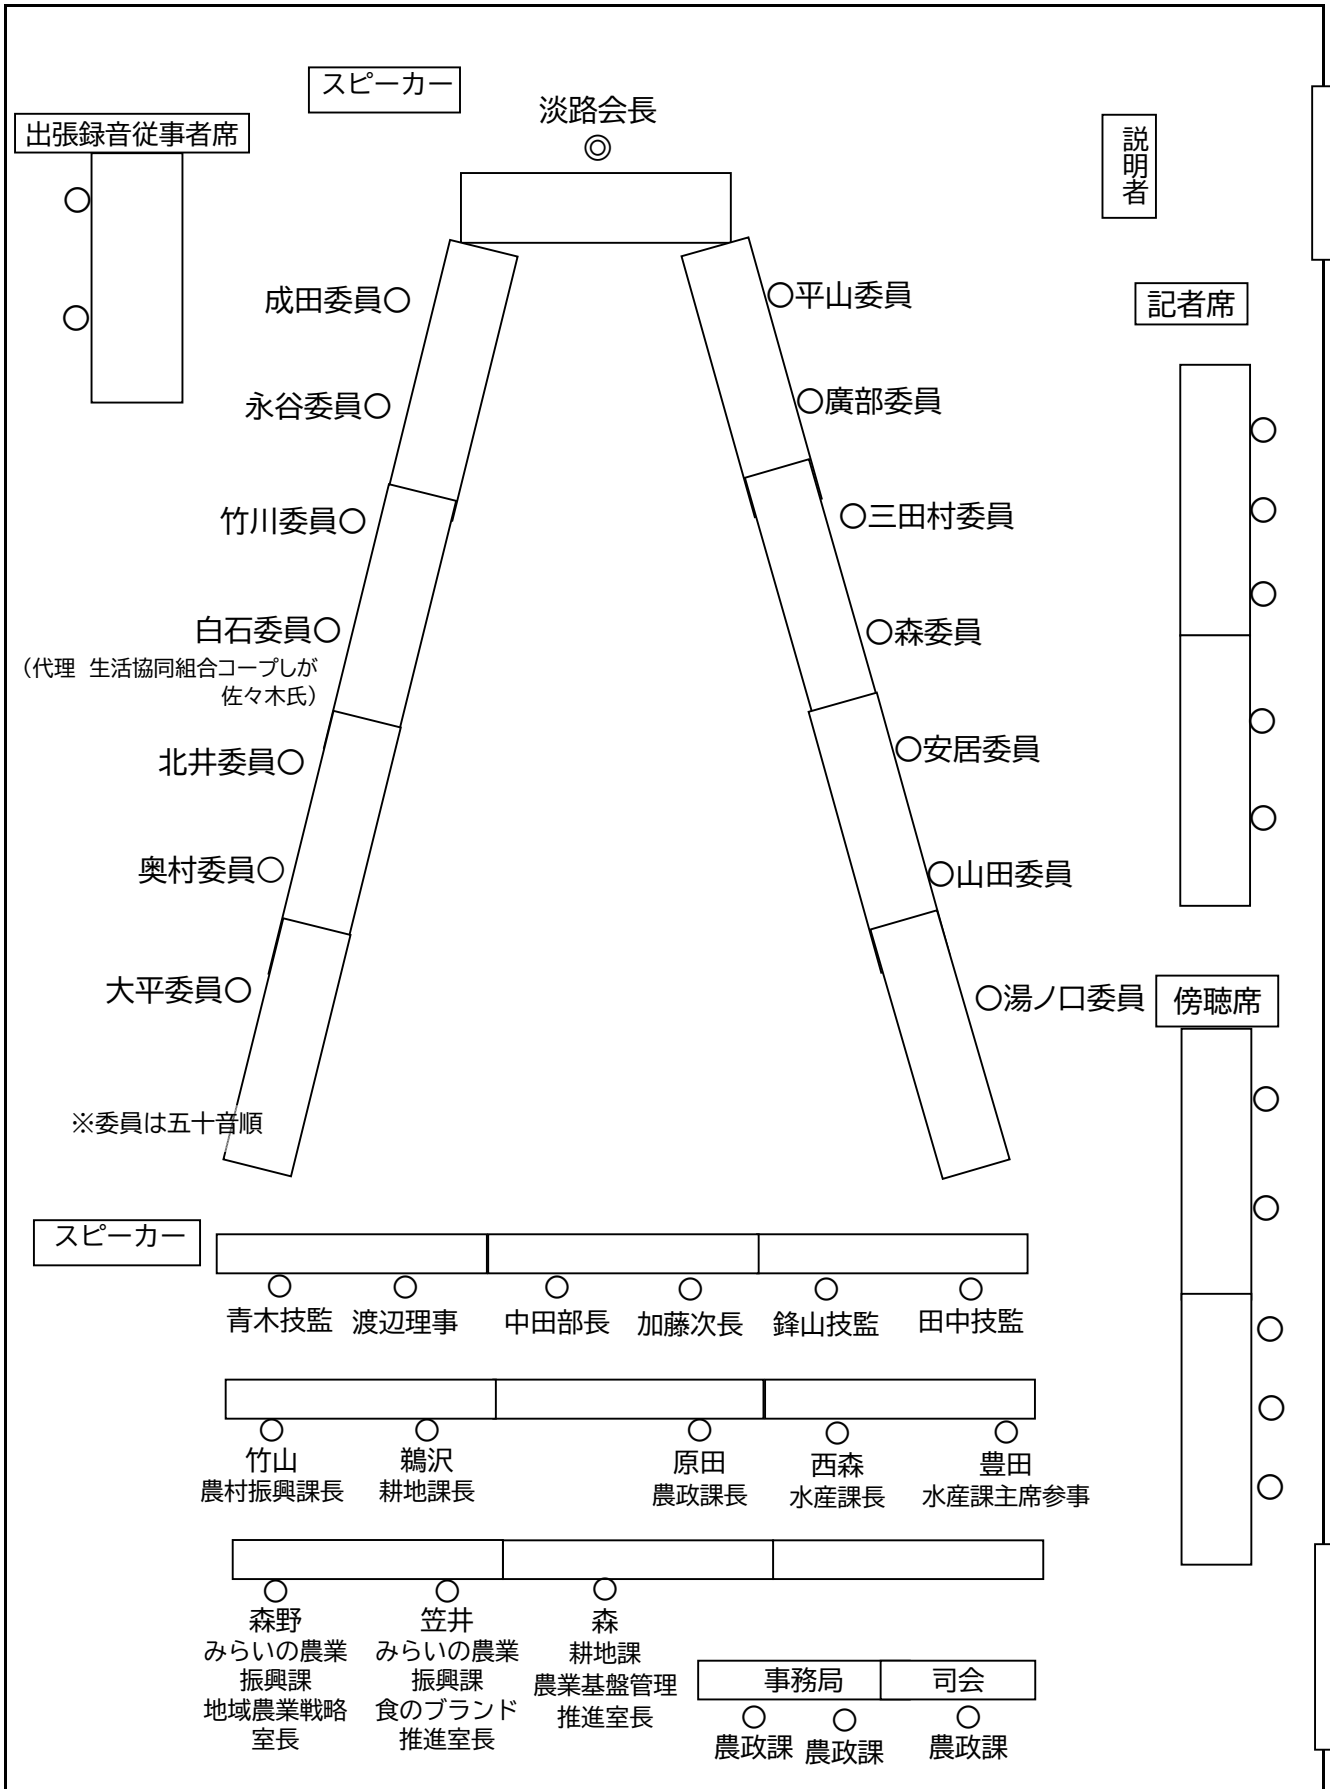 スピーカー
淡路会長
◎
出張録音従事者席
説明者
成田委員○
○平山委員
記者席
永谷委員○
○廣部委員
竹川委員○
○三田村委員
白石委員○
(代理 生活協同組合コープしが
佐々木氏)
○森委員
北井委員○
○安居委員
奥村委員○
○山田委員
大平委員○
○湯ノ口委員
傍聴席
※委員は五十音順
スピーカー
青木技監
渡辺理事
中田部長
加藤次長
鋒山技監
田中技監
竹山
農村振興課長
鵜沢
耕地課長
原田
農政課長
西森
水産課長
豊田
水産課主席参事
森野
みらいの農業
振興課
地域農業戦略
室長
笠井
みらいの農業
振興課
食のブランド
推進室長
森
耕地課
農業基盤管理
推進室長
事務局
司会
農政課
農政課
農政課